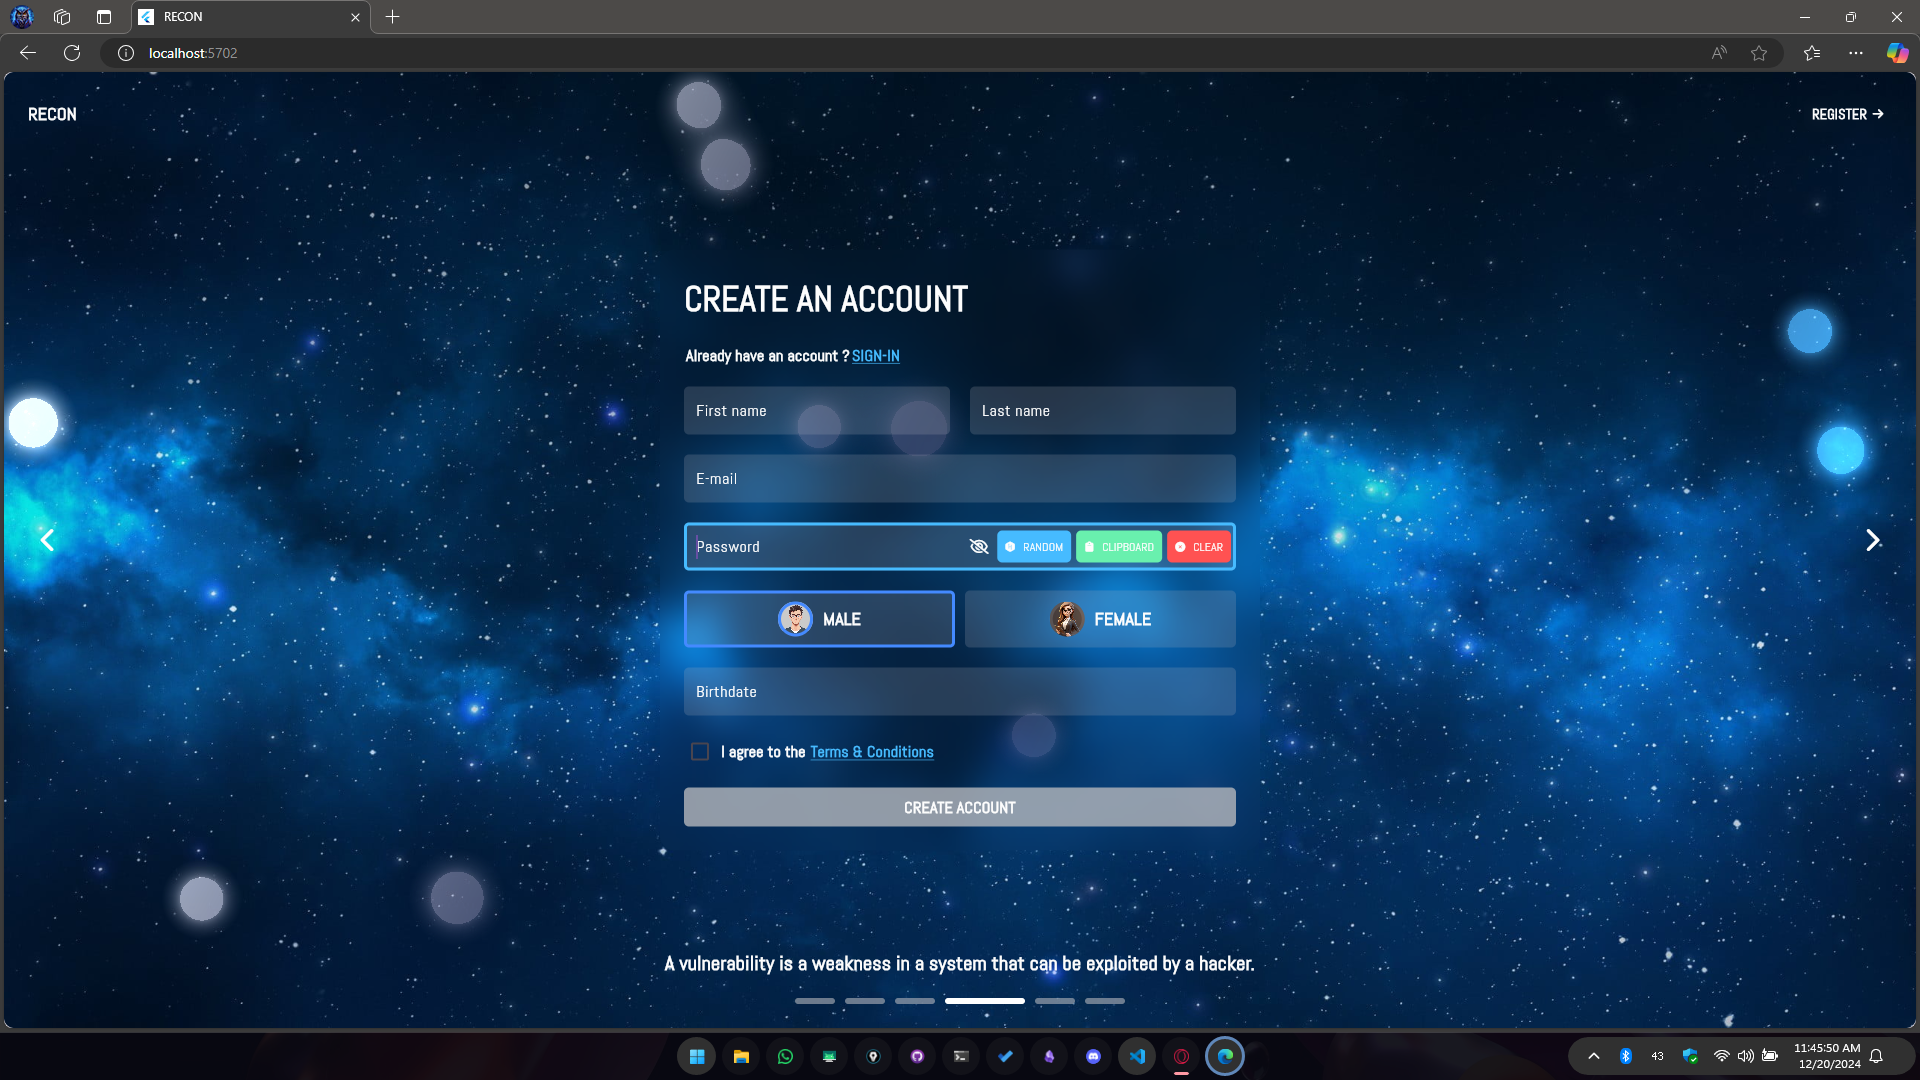 RECON
localhost:5702
RECON
REGISTER
CREATE AN ACCOUNT
Already have an account ? SIGN-IN
First name
Last name
E-mail
Password
RANDOM
CLIPBOARD
CLEAR
MALE
FEMALE
Birthdate
I agree to the Terms & Conditions
CREATE ACCOUNT
A vulnerability is a weakness in a system that can be exploited by a hacker.
43
11:45:50 AM
12/20/2024